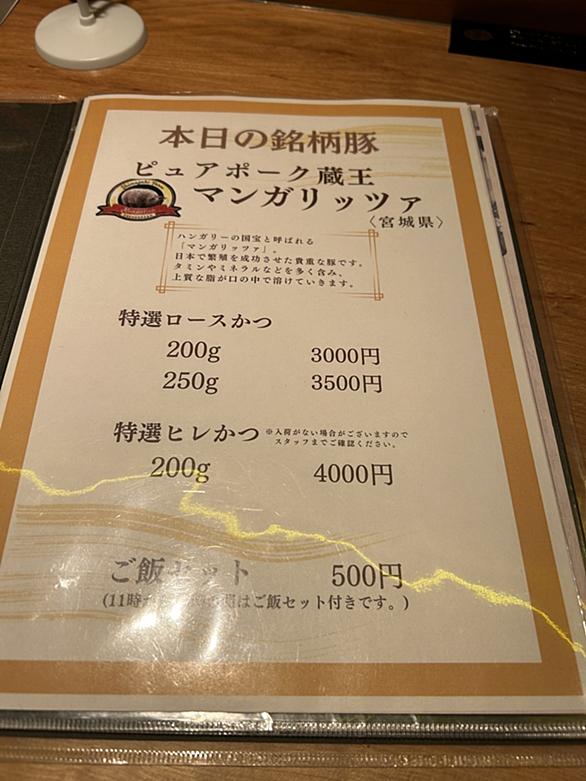 本日の銘柄豚
ピュアポーク蔵王
マンガリッツァ
〈宮城県〉
ハンガリーの国宝と呼ばれる
「マンガリッツァ」。
日本で繁殖を成功させた貴重な豚です。
タミンやミネラルなどを多く含み、
上質な脂が口の中で溶けていきます。
特選ロースかつ
200g 3000円
250g 3500円
特選ヒレかつ ※入荷がない場合がございますので
スタッフまでご確認ください。
200g 4000円
ご飯セット 500円
(11時 はご飯セット付きです。)